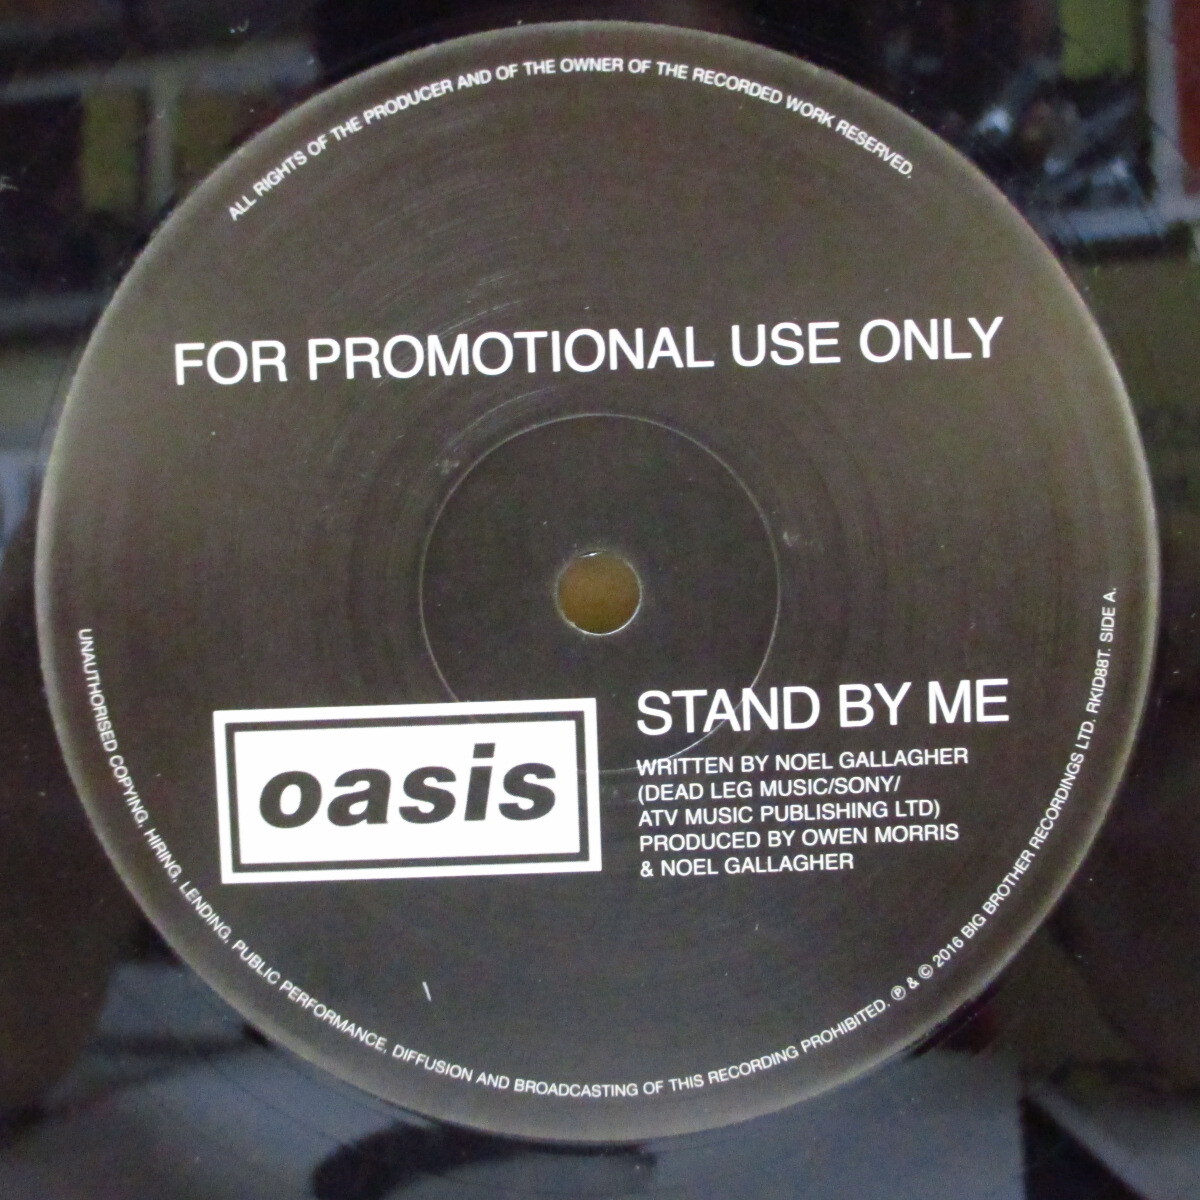 ALL RIGHTS OF THE PRODUCER AND OF THE OWNER OF THE RECORDED WORK RESERVED.
FOR PROMOTIONAL USE ONLY
oasis
STAND BY ME
WRITTEN BY NOEL GALLAGHER
(DEAD LEG MUSIC/SONY/
ATV MUSIC PUBLISHING LTD)
PRODUCED BY OWEN MORRIS
& NOEL GALLAGHER
UNAUTHORISED COPYING, HIRING, LENDING, PUBLIC PERFORMANCE, DIFFUSION AND BROADCASTING OF THIS RECORDING PROHIBITED. ℗ & © 2016 BIG BROTHER RECORDINGS LTD. RKID88T. SIDE A.